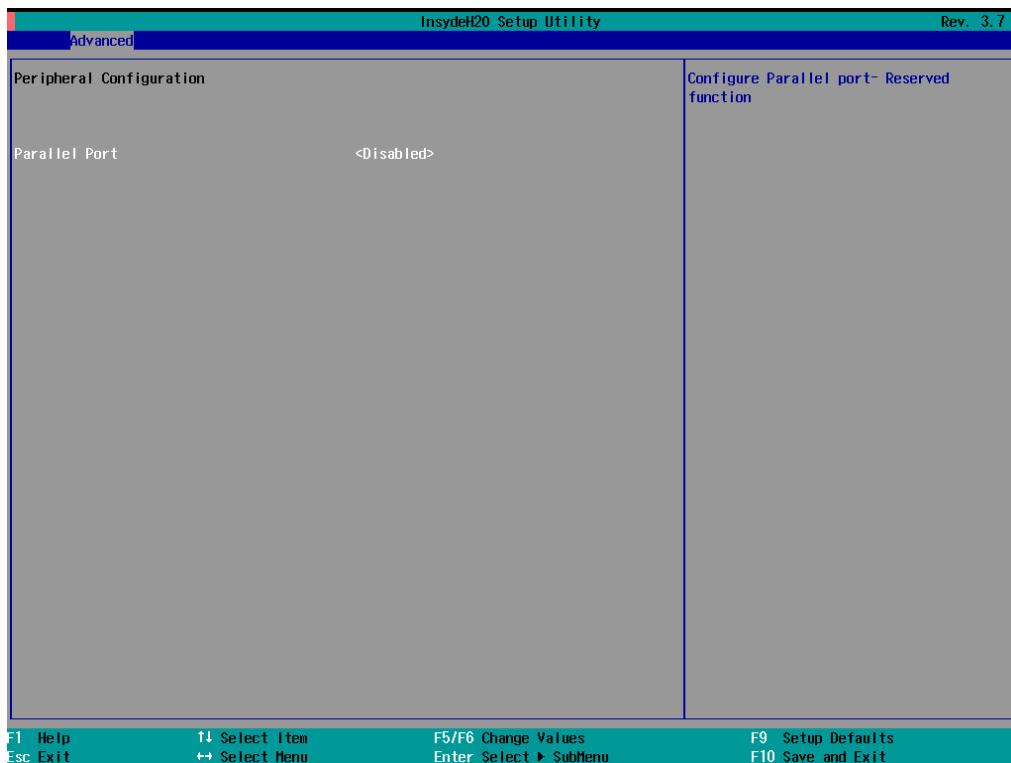 InsydeH20 Setup Utility Rev. 3.7
Advanced
Peripheral Configuration
Configure Parallel port- Reserved
function
Parallel Port <Disabled>
F1 Help ↑↓ Select Item F5/F6 Change Values F9 Setup Defaults
Esc Exit ↔ Select Menu Enter Select ▶ SubMenu F10 Save and Exit